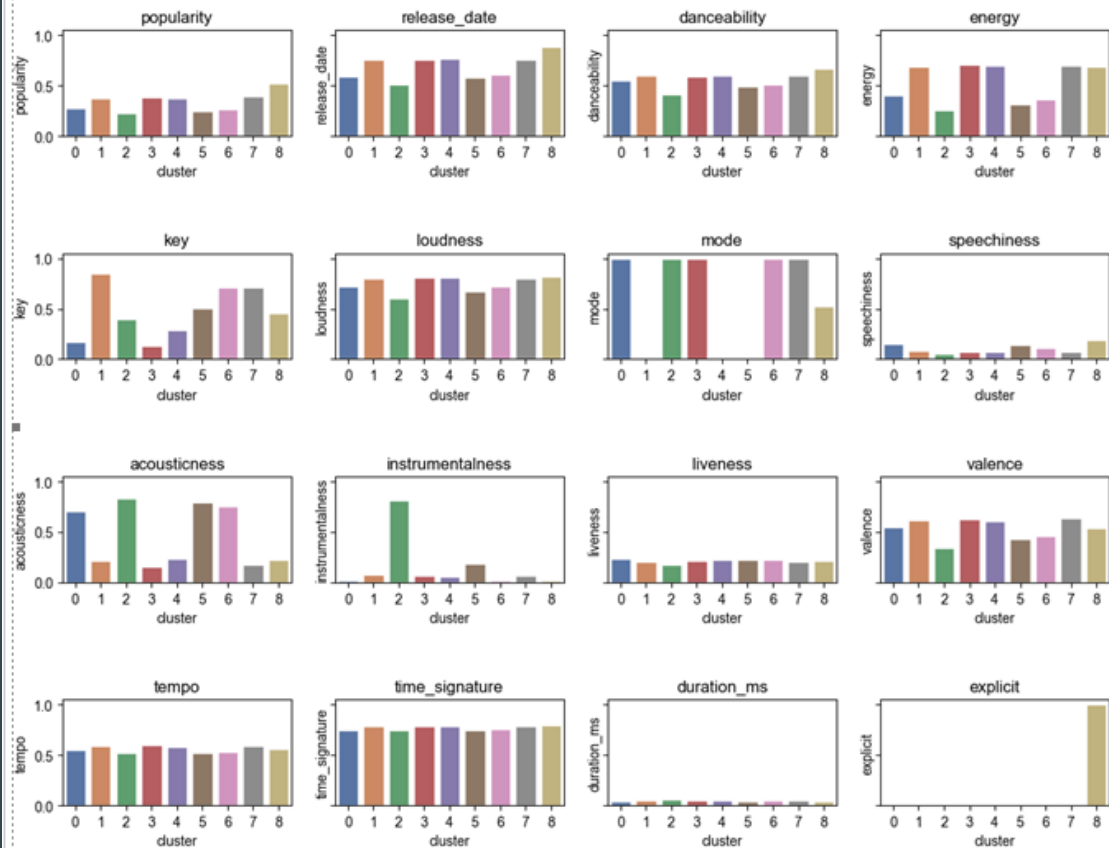 popularity release_date danceability energy
1.0
0.5
0.0
popularity release_date danceability energy
0 1 2 3 4 5 6 7 8 0 1 2 3 4 5 6 7 8 0 1 2 3 4 5 6 7 8 0 1 2 3 4 5 6 7 8
cluster cluster cluster cluster
key loudness mode speechiness
1.0
0.5
0.0
key loudness mode speechiness
0 1 2 3 4 5 6 7 8 0 1 2 3 4 5 6 7 8 0 1 2 3 4 5 6 7 8 0 1 2 3 4 5 6 7 8
cluster cluster cluster cluster
acousticness instrumentalness liveness valence
1.0
0.5
0.0
acousticness instrumentalness liveness valence
0 1 2 3 4 5 6 7 8 0 1 2 3 4 5 6 7 8 0 1 2 3 4 5 6 7 8 0 1 2 3 4 5 6 7 8
cluster cluster cluster cluster
tempo time_signature duration_ms explicit
1.0
0.5
0.0
tempo time_signature duration_ms explicit
0 1 2 3 4 5 6 7 8 0 1 2 3 4 5 6 7 8 0 1 2 3 4 5 6 7 8 0 1 2 3 4 5 6 7 8
cluster cluster cluster cluster